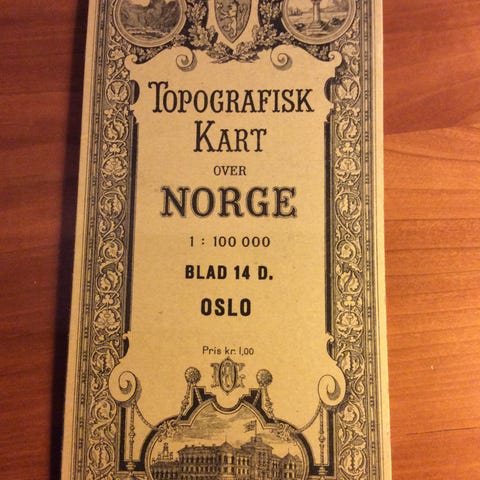 TOPOGRAFISK
KART
OVER
NORGE
1 : 100 000
BLAD 14 D.
OSLO
Pris kr. 1,00